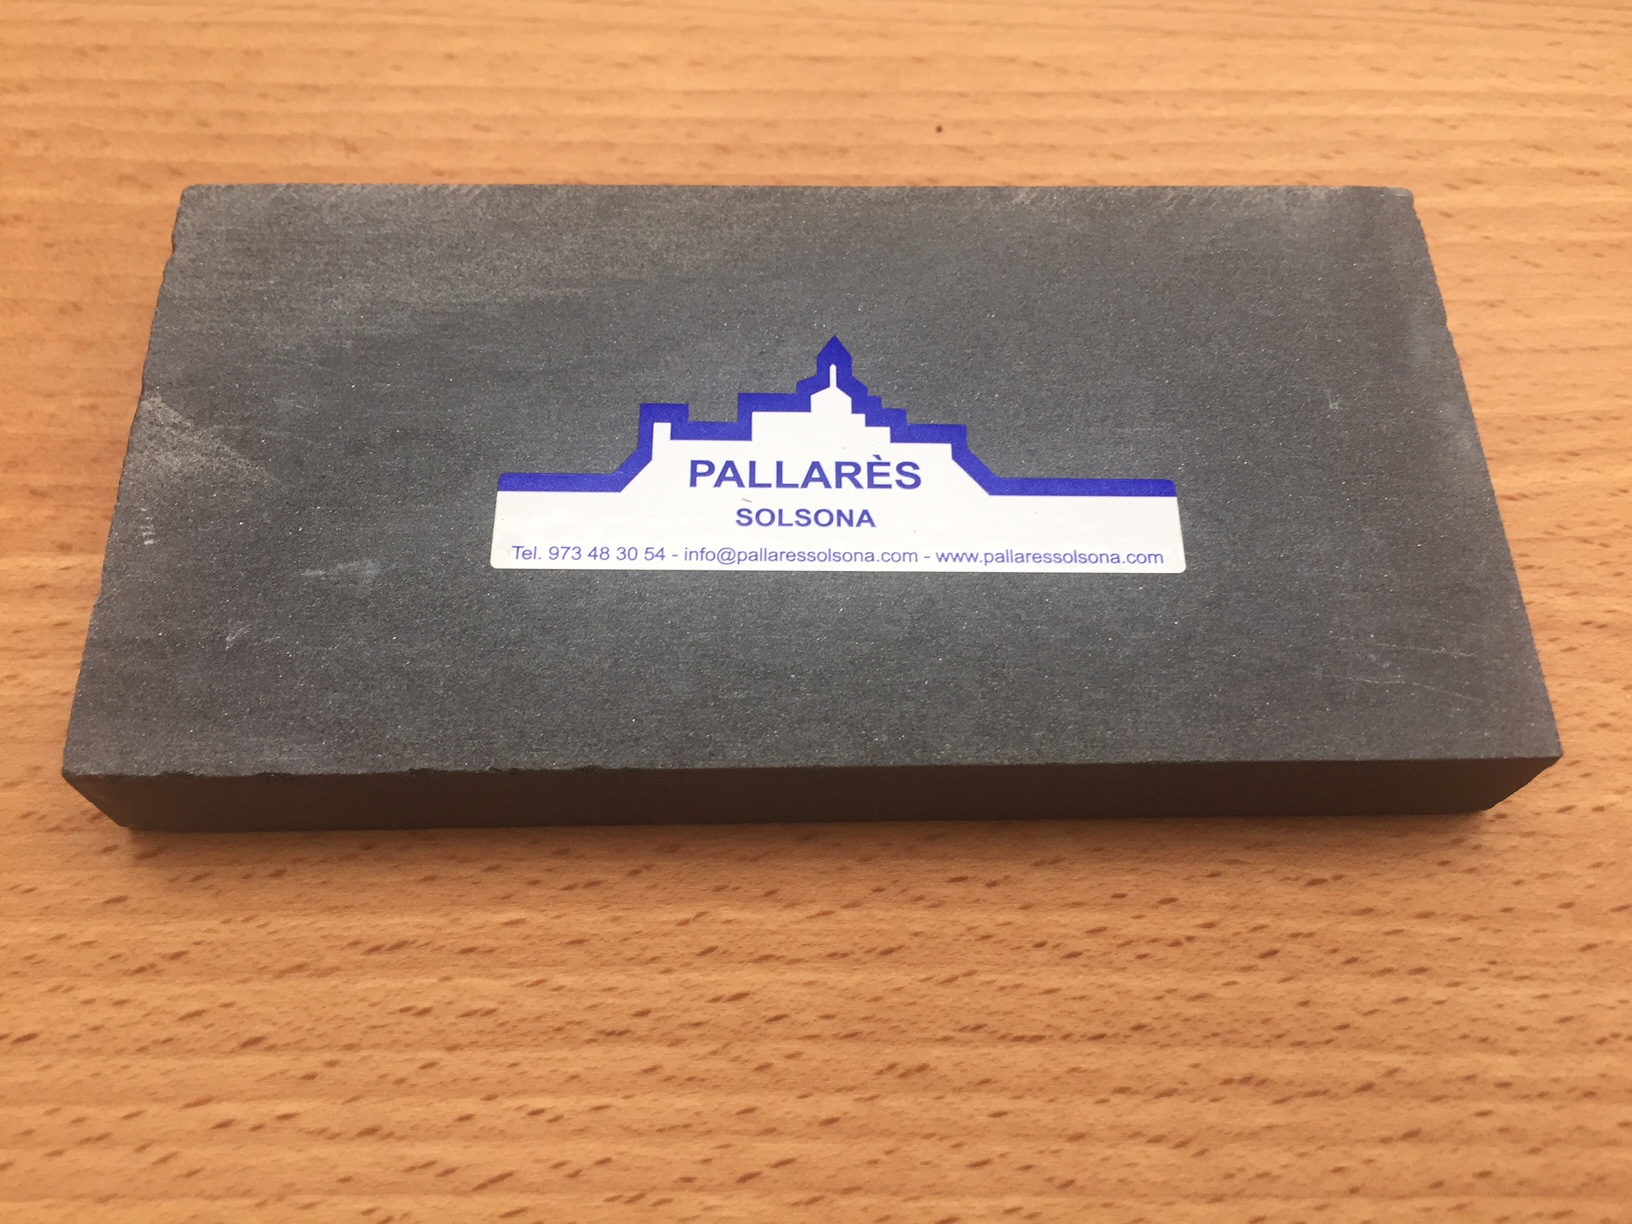 PALLARÈS
SOLSONA
Tel. 973 48 30 54 - info@pallaressolsona.com - www.pallaressolsona.com